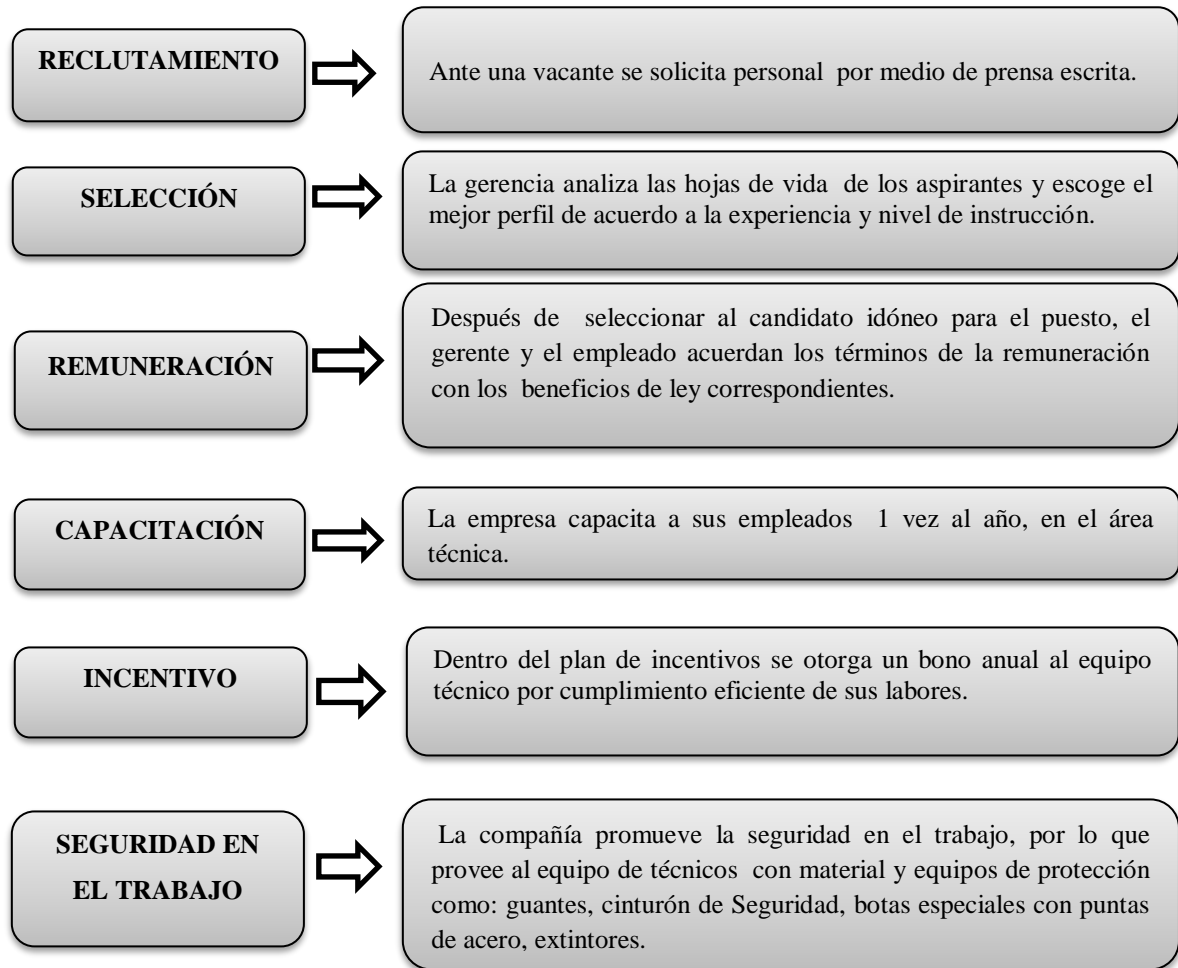 RECLUTAMIENTO
Ante una vacante se solicita personal por medio de prensa escrita.
SELECCIÓN
La gerencia analiza las hojas de vida de los aspirantes y escoge el
mejor perfil de acuerdo a la experiencia y nivel de instrucción.
REMUNERACIÓN
Después de seleccionar al candidato idóneo para el puesto, el
gerente y el empleado acuerdan los términos de la remuneración
con los beneficios de ley correspondientes.
CAPACITACIÓN
La empresa capacita a sus empleados 1 vez al año, en el área
técnica.
INCENTIVO
Dentro del plan de incentivos se otorga un bono anual al equipo
técnico por cumplimiento eficiente de sus labores.
SEGURIDAD EN
EL TRABAJO
La compañía promueve la seguridad en el trabajo, por lo que
provee al equipo de técnicos con material y equipos de protección
como: guantes, cinturón de Seguridad, botas especiales con puntas
de acero, extintores.